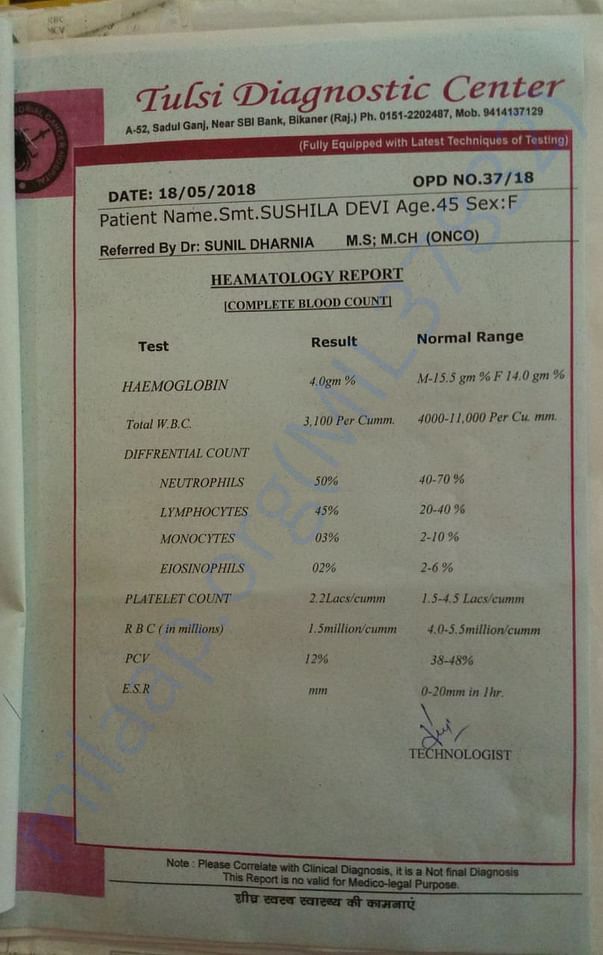 RBC
MCV
Tulsi Diagnostic Center
A-52, Sadul Ganj, Near SBI Bank, Bikaner (Raj.) Ph. 0151-2202487, Mob. 9414137129
(Fully Equipped with Latest Techniques of Testing)
DATE: 18/05/2018 OPD NO.37/18
Patient Name.Smt.SUSHILA DEVI Age.45 Sex:F
Referred By Dr: SUNIL DHARNIA M.S; M.CH (ONCO)
HEAMATOLOGY REPORT
[COMPLETE BLOOD COUNT]
Test Result Normal Range
HAEMOGLOBIN 4.0gm % M-15.5 gm % F 14.0 gm %
Total W.B.C. 3,100 Per Cumm. 4000-11,000 Per Cu. mm.
DIFFRENTIAL COUNT
NEUTROPHILS 50% 40-70 %
LYMPHOCYTES 45% 20-40 %
MONOCYTES 03% 2-10 %
EIOSINOPHILS 02% 2-6 %
PLATELET COUNT 2.2Lacs/cumm 1.5-4.5 Lacs/cumm
R B C ( in millions) 1.5million/cumm 4.0-5.5million/cumm
PCV 12% 38-48%
E.S.R mm 0-20mm in 1hr.
TECHNOLOGIST
Note : Please Correlate with Clinical Diagnosis, it is a Not final Diagnosis
This Report is no valid for Medico-legal Purpose.
शीघ्र स्वस्थ स्वास्थ्य की कामनाएं